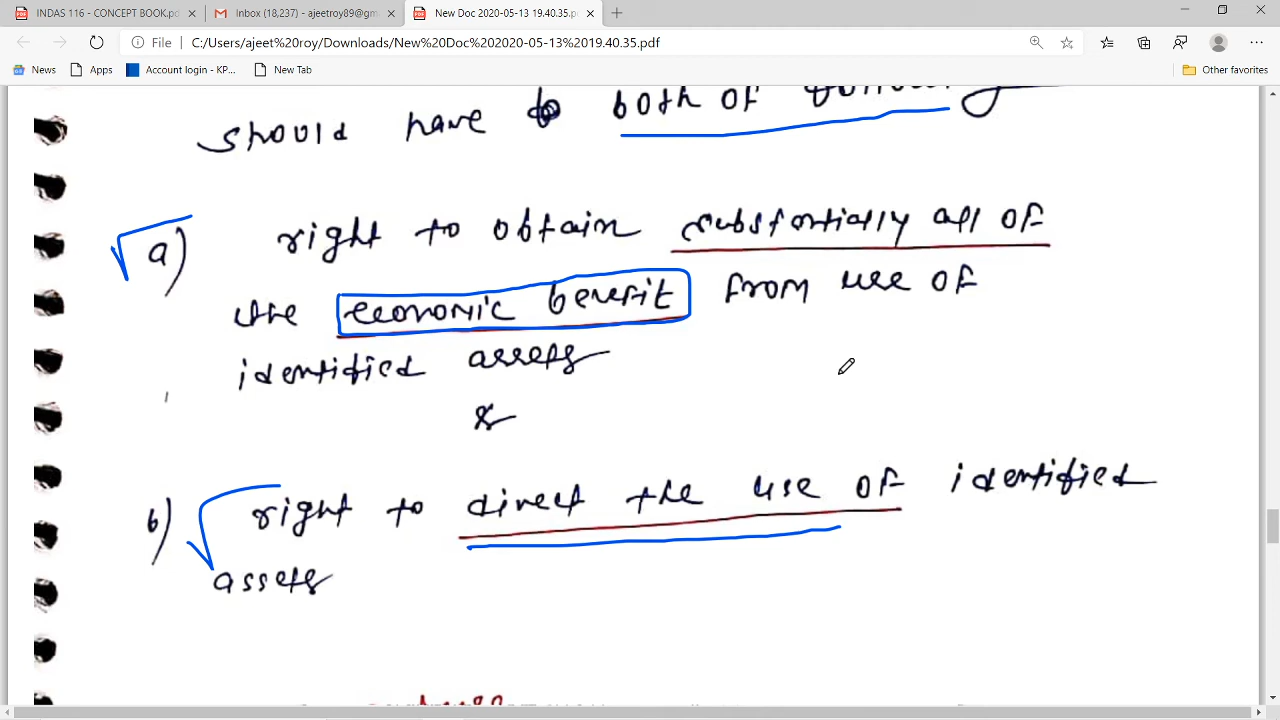 INDAS 116 - CONCEPT BOOK.pd
Inbox (18,237) - ajeetroy89@gm
New Doc 2020-05-13 19.40.35.p
File C:/Users/ajeet%20roy/Downloads/New%20Doc%202020-05-13%2019.40.35.pdf
News Apps Account login - KP... New Tab Other favorites
should have to both of following
a) right to obtain substantially all of
the economic benefit from use of
identified assets
&
b) right to direct the use of identified
assets